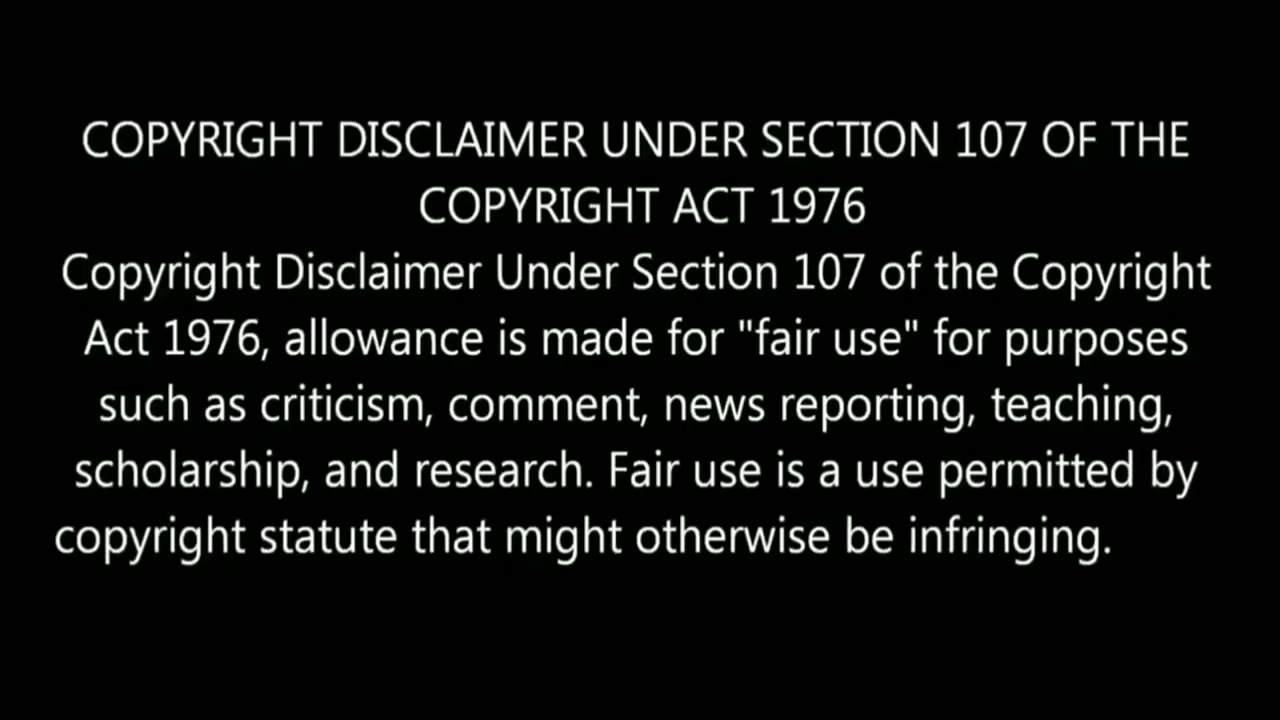 COPYRIGHT DISCLAIMER UNDER SECTION 107 OF THE
COPYRIGHT ACT 1976
Copyright Disclaimer Under Section 107 of the Copyright
Act 1976, allowance is made for "fair use" for purposes
such as criticism, comment, news reporting, teaching,
scholarship, and research. Fair use is a use permitted by
copyright statute that might otherwise be infringing.